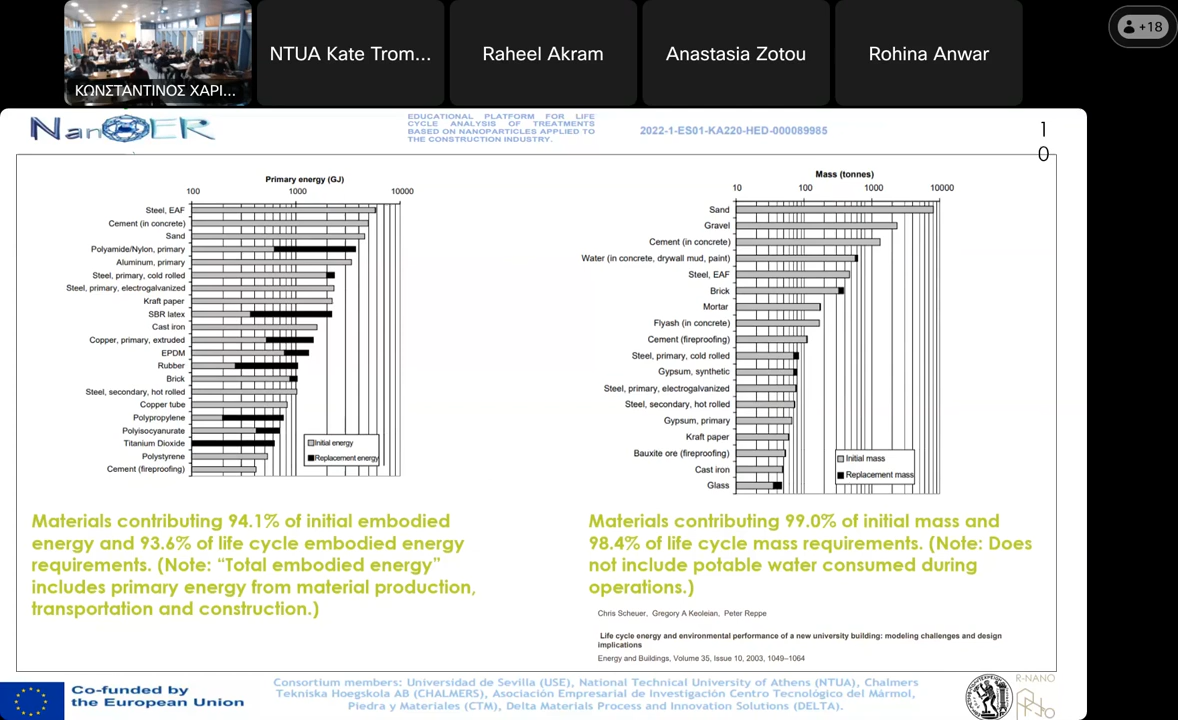 ΚΩΝΣΤΑΝΤΙΝΟΣ ΧΑΡΙ...
NTUA Kate Trom...
Raheel Akram
Anastasia Zotou
Rohina Anwar
+18
NanOER
EDUCATIONAL PLATFORM FOR LIFE
CYCLE ANALYSIS OF TREATMENTS
BASED ON NANOPARTICLES APPLIED TO
THE CONSTRUCTION INDUSTRY.
2022-1-ES01-KA220-HED-000089985
1
0
Primary energy (GJ)
100 1000 10000
Steel, EAF
Cement (in concrete)
Sand
Polyamide/Nylon, primary
Aluminum, primary
Steel, primary, cold rolled
Steel, primary, electrogalvanized
Kraft paper
SBR latex
Cast iron
Copper, primary, extruded
EPDM
Rubber
Brick
Steel, secondary, hot rolled
Copper tube
Polypropylene
Polyisocyanurate
Titanium Dioxide
Polystyrene
Cement (fireproofing)
Initial energy
Replacement energy
Mass (tonnes)
10 100 1000 10000
Sand
Gravel
Cement (in concrete)
Water (in concrete, drywall mud, paint)
Steel, EAF
Brick
Mortar
Flyash (in concrete)
Cement (fireproofing)
Steel, primary, cold rolled
Gypsum, synthetic
Steel, primary, electrogalvanized
Steel, secondary, hot rolled
Gypsum, primary
Kraft paper
Bauxite ore (fireproofing)
Cast iron
Glass
Initial mass
Replacement mass
Materials contributing 94.1% of initial embodied
energy and 93.6% of life cycle embodied energy
requirements. (Note: “Total embodied energy”
includes primary energy from material production,
transportation and construction.)
Materials contributing 99.0% of initial mass and
98.4% of life cycle mass requirements. (Note: Does
not include potable water consumed during
operations.)
Chris Scheuer, Gregory A Keoleian, Peter Reppe
Life cycle energy and environmental performance of a new university building: modeling challenges and design
implications
Energy and Buildings, Volume 35, Issue 10, 2003, 1049–1064
Co-funded by
the European Union
Consortium members: Universidad de Sevilla (USE), National Technical University of Athens (NTUA), Chalmers
Tekniska Hoegskola AB (CHALMERS), Asociación Empresarial de Investigación Centro Tecnológico del Mármol,
Piedra y Materiales (CTM), Delta Materials Process and Innovation Solutions (DELTA).
R-NANO